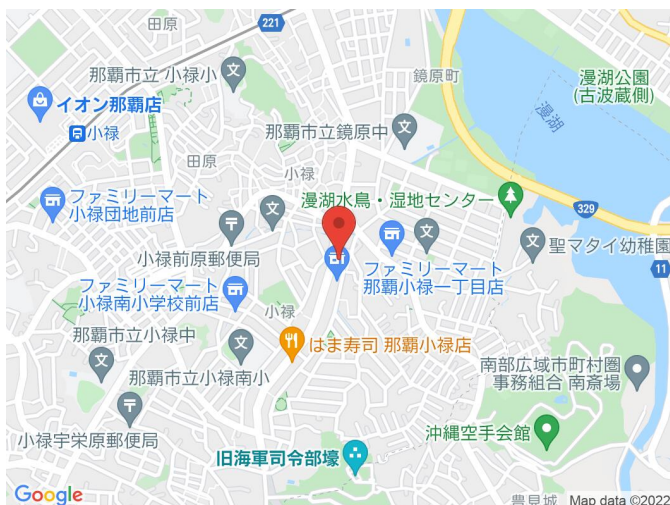 田原
221
那覇市立 小禄小
鏡原町
漫湖公園
(古波蔵側)
イオン那覇店
漫湖
小禄
那覇市立鏡原中
田原
小禄
ファミリーマート
小禄団地前店
漫湖水鳥・湿地センター
329
小禄前原郵便局
聖マタイ幼稚園
ファミリーマート
那覇小禄一丁目店
11
ファミリーマート
小禄南小学校前店
小禄
はま寿司 那覇小禄店
那覇市立小禄中
那覇市立小禄南小
南部広域市町村圏
事務組合 南斎場
小禄宇栄原郵便局
沖縄空手会館
旧海軍司令部壕
Google
豊見城
Map data ©2022